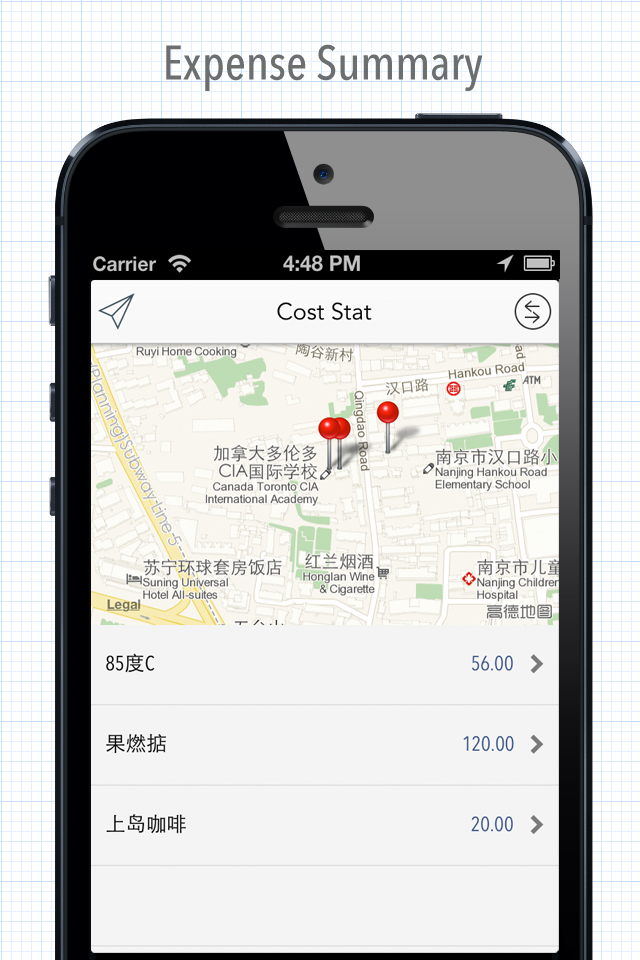 Expense Summary
Carrier 4:48 PM
Cost Stat
Ruyi Home Cooking
陶谷新村
Hankou Road
汉口路
ATM
Road
Qingdao Road
加拿大多伦多
CIA国际学校
Canada Toronto CIA
International Academy
南京市汉口路小
Nanjing Hankou Road
Elementary School
(Planning)Subway Line 5
苏宁环球套房饭店
Suning Universal
Hotel All-suites
红兰烟酒
Honglan Wine
& Cigarette
南京市儿童
Nanjing Children
Hospital
Legal
高德地图
85度C 56.00
果燃掂 120.00
上岛咖啡 20.00